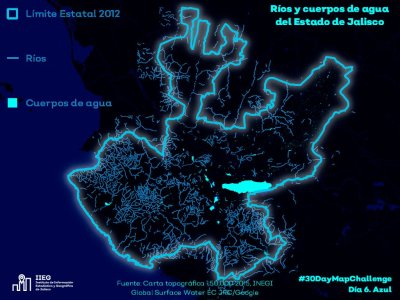 Límite Estatal 2012
Ríos
Cuerpos de agua
Ríos y cuerpos de agua
del Estado de Jalisco
IIEG
Instituto de Información
Estadística y Geográfica
de Jalisco
Fuente: Carta topográfica 1:50,000 2015, INEGI
Global Surface Water EC JRC/Google
#30DayMapChallenge
Día 6. Azul